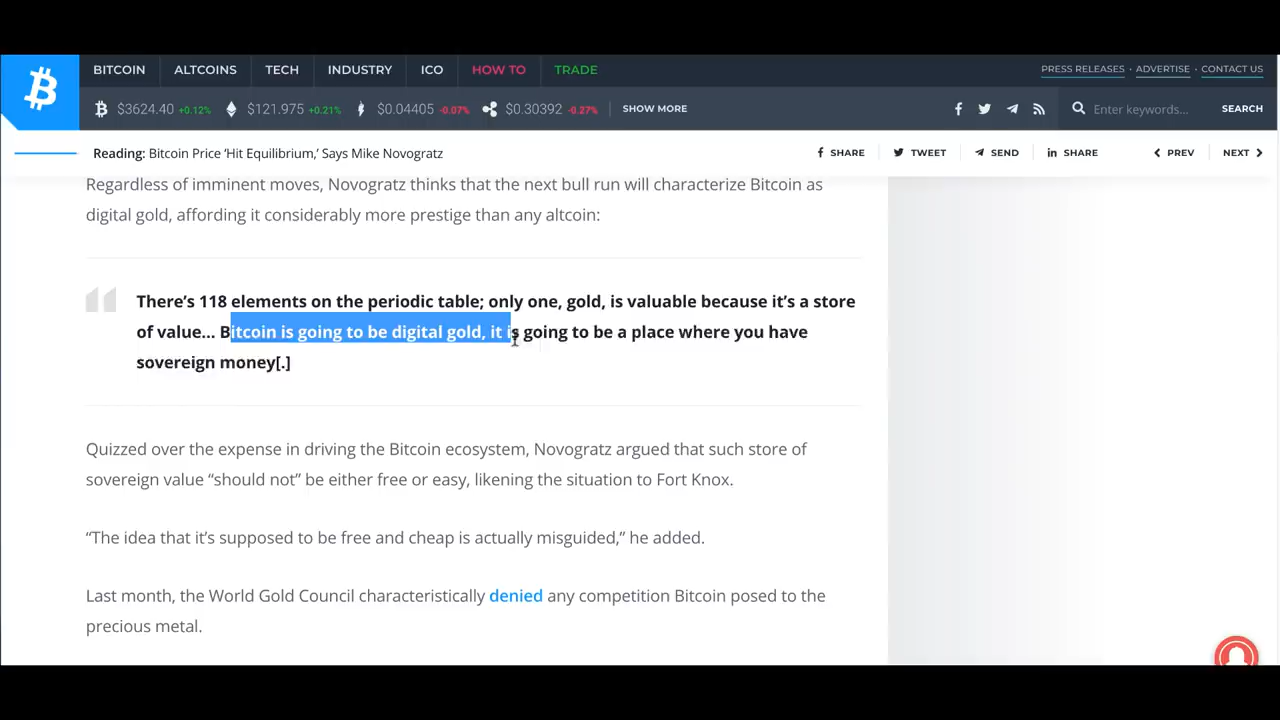 BITCOIN ALTCOINS TECH INDUSTRY ICO HOW TO TRADE PRESS RELEASES · ADVERTISE · CONTACT US
$3624.40 +0.12% $121.975 +0.21% $0.04405 -0.07% $0.30392 -0.27% SHOW MORE Enter keywords... SEARCH
Reading: Bitcoin Price ‘Hit Equilibrium,’ Says Mike Novogratz SHARE TWEET SEND SHARE PREV NEXT
Regardless of imminent moves, Novogratz thinks that the next bull run will characterize Bitcoin as
digital gold, affording it considerably more prestige than any altcoin:
There’s 118 elements on the periodic table; only one, gold, is valuable because it’s a store
of value… Bitcoin is going to be digital gold, it is going to be a place where you have
sovereign money[.]
Quizzed over the expense in driving the Bitcoin ecosystem, Novogratz argued that such store of
sovereign value “should not” be either free or easy, likening the situation to Fort Knox.
“The idea that it’s supposed to be free and cheap is actually misguided,” he added.
Last month, the World Gold Council characteristically denied any competition Bitcoin posed to the
precious metal.